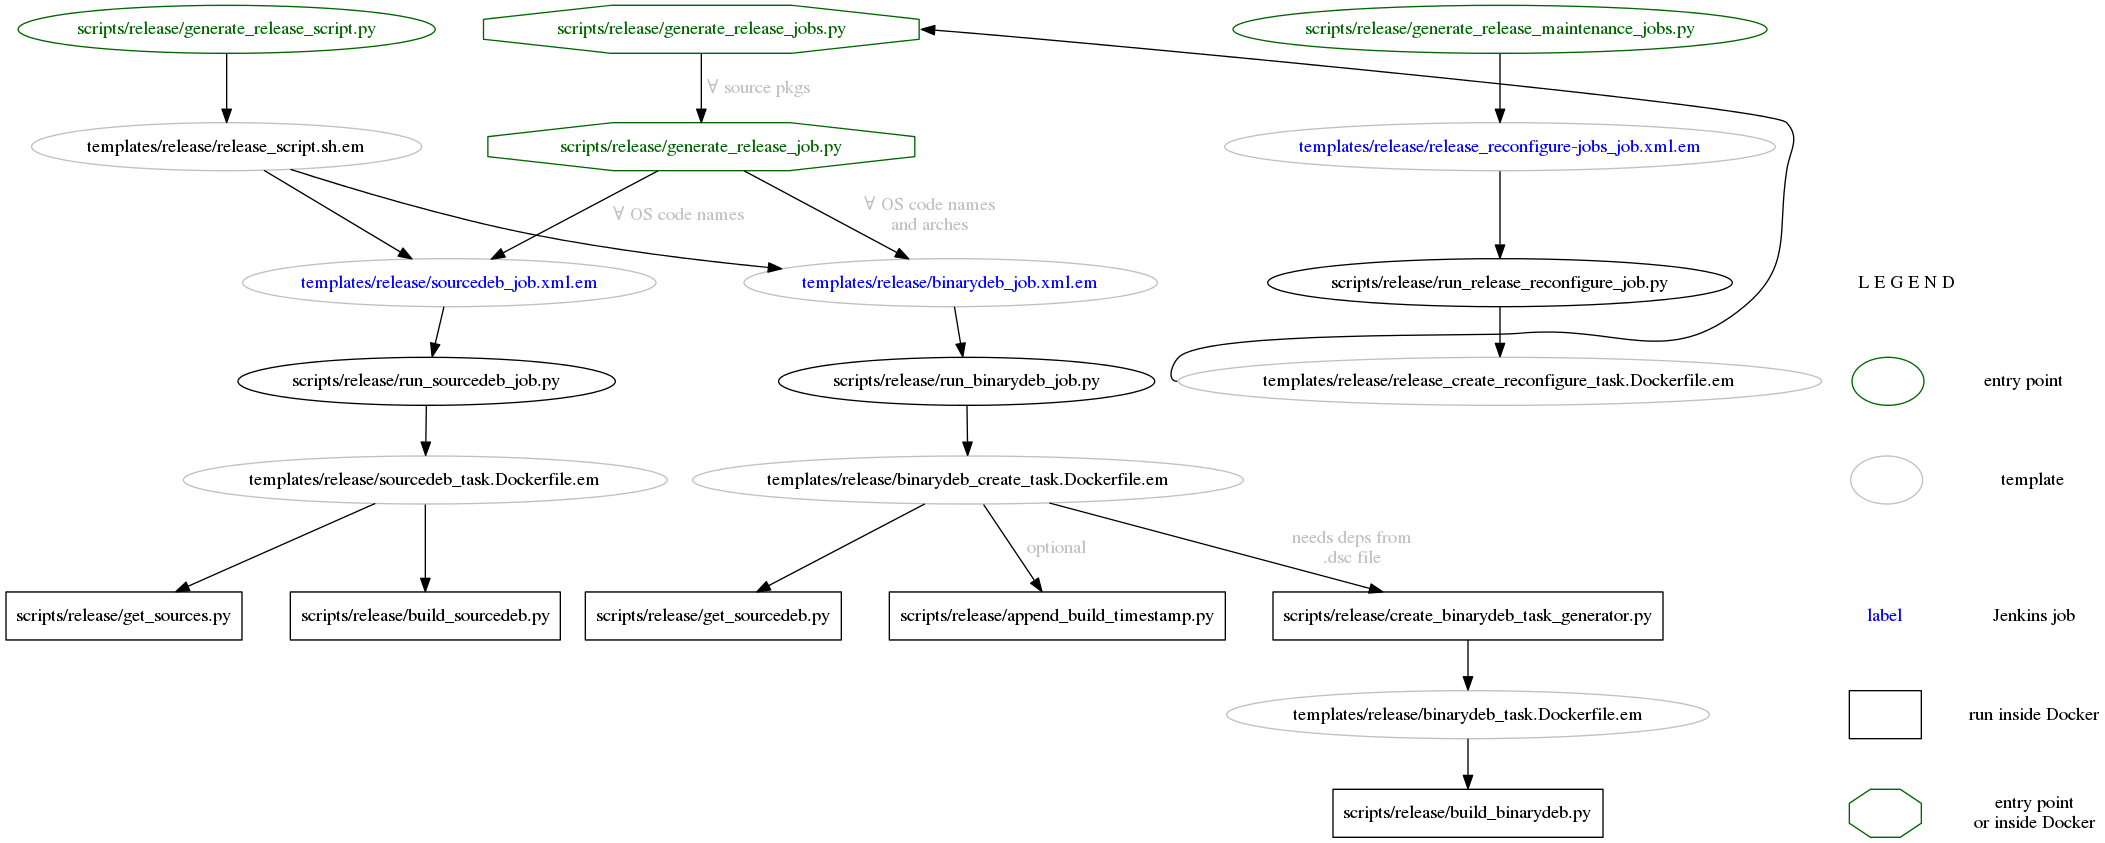 scripts/release/generate_release_script.py
scripts/release/generate_release_jobs.py
scripts/release/generate_release_maintenance_jobs.py
∀ source pkgs
templates/release/release_script.sh.em
scripts/release/generate_release_job.py
templates/release/release_reconfigure-jobs_job.xml.em
∀ OS code names
∀ OS code names
and arches
templates/release/sourcedeb_job.xml.em
templates/release/binarydeb_job.xml.em
scripts/release/run_release_reconfigure_job.py
L E G E N D
scripts/release/run_sourcedeb_job.py
scripts/release/run_binarydeb_job.py
templates/release/release_create_reconfigure_task.Dockerfile.em
entry point
templates/release/sourcedeb_task.Dockerfile.em
templates/release/binarydeb_create_task.Dockerfile.em
template
optional
needs deps from
.dsc file
scripts/release/get_sources.py
scripts/release/build_sourcedeb.py
scripts/release/get_sourcedeb.py
scripts/release/append_build_timestamp.py
scripts/release/create_binarydeb_task_generator.py
label
Jenkins job
templates/release/binarydeb_task.Dockerfile.em
run inside Docker
scripts/release/build_binarydeb.py
entry point
or inside Docker